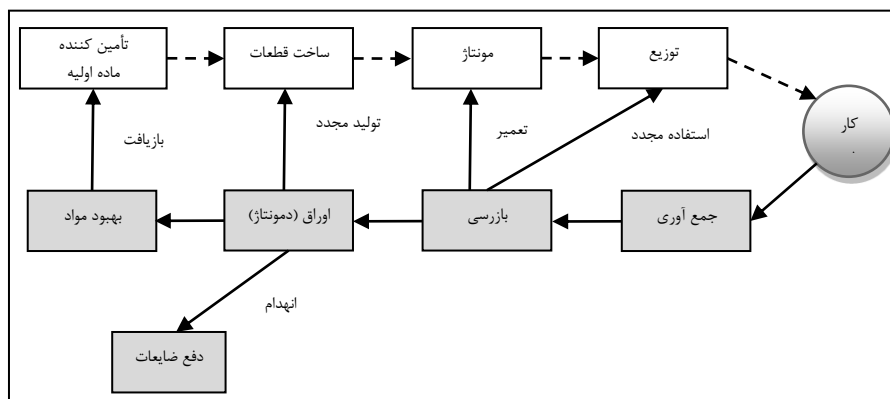 تأمین کننده
ماده اولیه
ساخت قطعات
مونتاژ
توزیع
کار
.
بازیافت
تولید مجدد
تعمیر
استفاده مجدد
بهبود مواد
اوراق (دمونتاژ)
بازرسی
جمع آوری
انهدام
دفع ضایعات